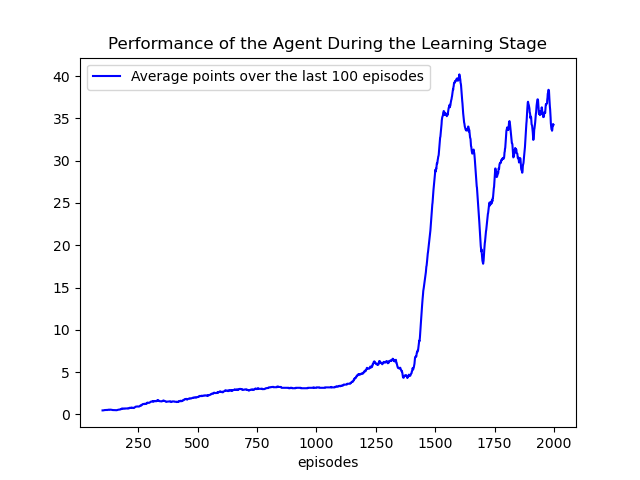 Performance of the Agent During the Learning Stage
Average points over the last 100 episodes
40
35
30
25
20
15
10
5
0
250 500 750 1000 1250 1500 1750 2000
episodes